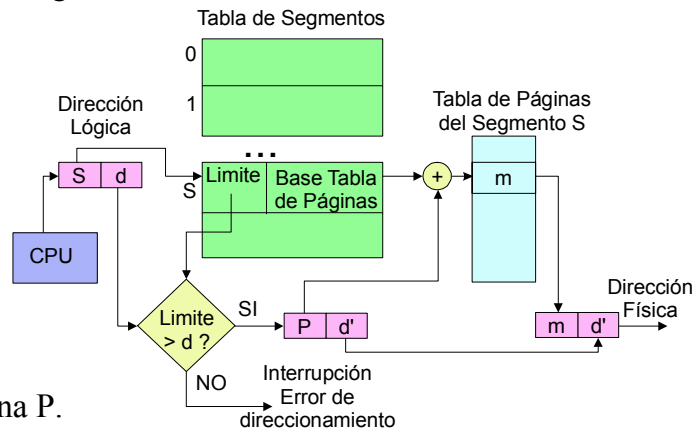 Tabla de Segmentos
0
1
Dirección
Lógica
Tabla de Páginas
del Segmento S
...
S d
S
Limite
Base Tabla
de Páginas
+
m
CPU
Limite
> d ?
SI
P d'
m d'
Dirección
Física
NO
Interrupción
Error de
direccionamiento
na P.